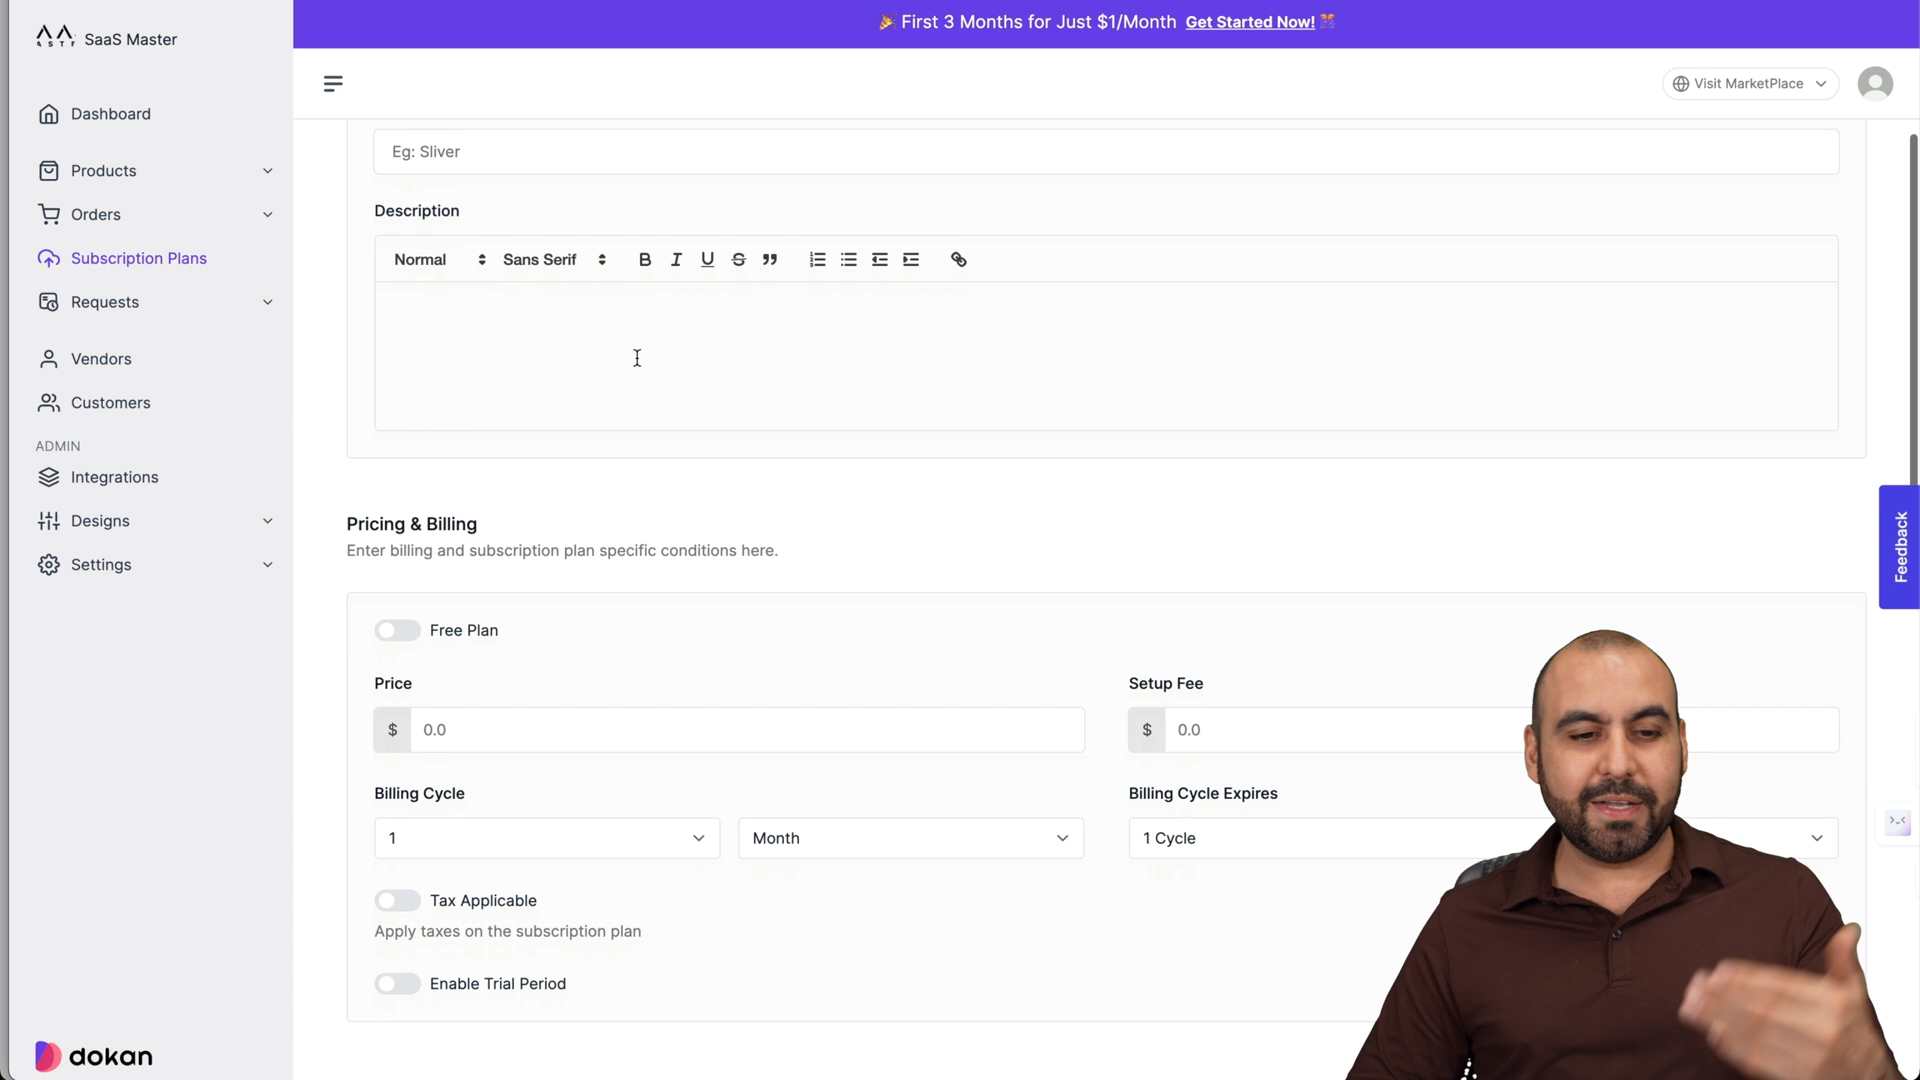 SaaS Master
🎉 First 3 Months for Just $1/Month Get Started Now! 🎊
Visit MarketPlace
Dashboard
Products
Orders
Subscription Plans
Requests
Vendors
Customers
ADMIN
Integrations
Designs
Settings
dokan
Eg: Sliver
Description
Normal Sans Serif
Pricing & Billing
Enter billing and subscription plan specific conditions here.
Free Plan
Price Setup Fee
$ 0.0 $ 0.0
Billing Cycle Billing Cycle Expires
1 Month 1 Cycle
Tax Applicable
Apply taxes on the subscription plan
Enable Trial Period
Feedback